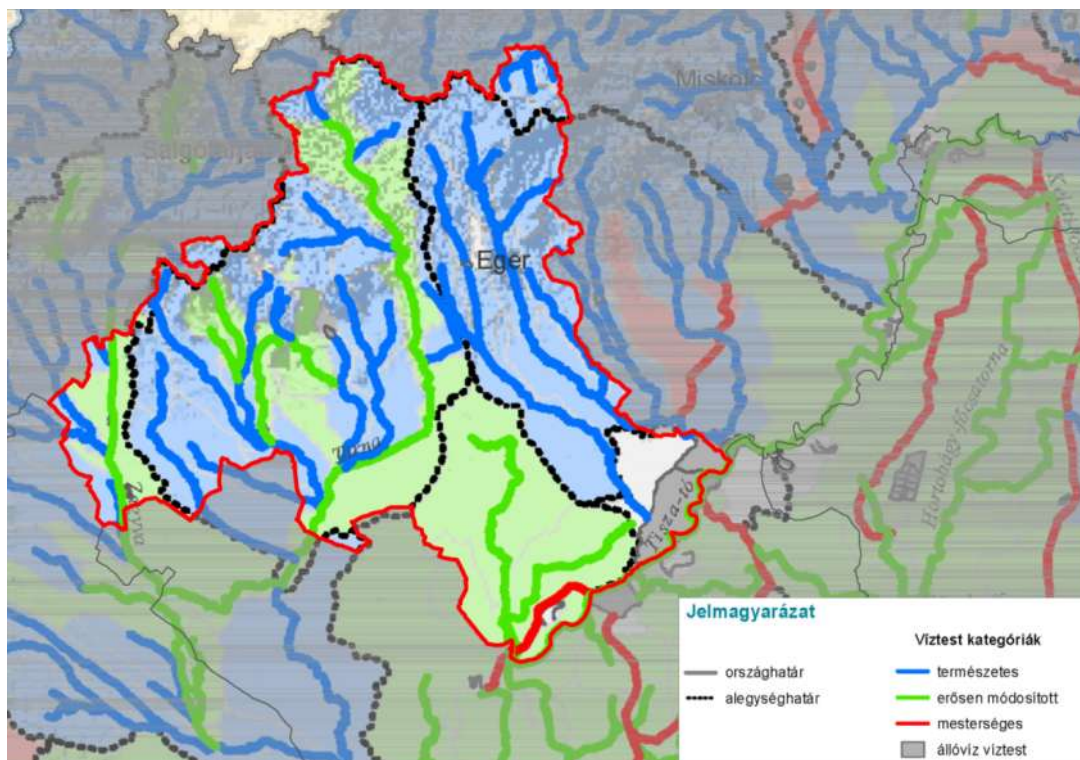 Miskolc
Salgótarján
Eger
Tarna
Zagyva
Tisza-tó
Hortobágy-főcsatorna
Jelmagyarázat
Víztest kategóriák
országhatár
alegységhatár
természetes
erősen módosított
mesterséges
állóvíz víztest